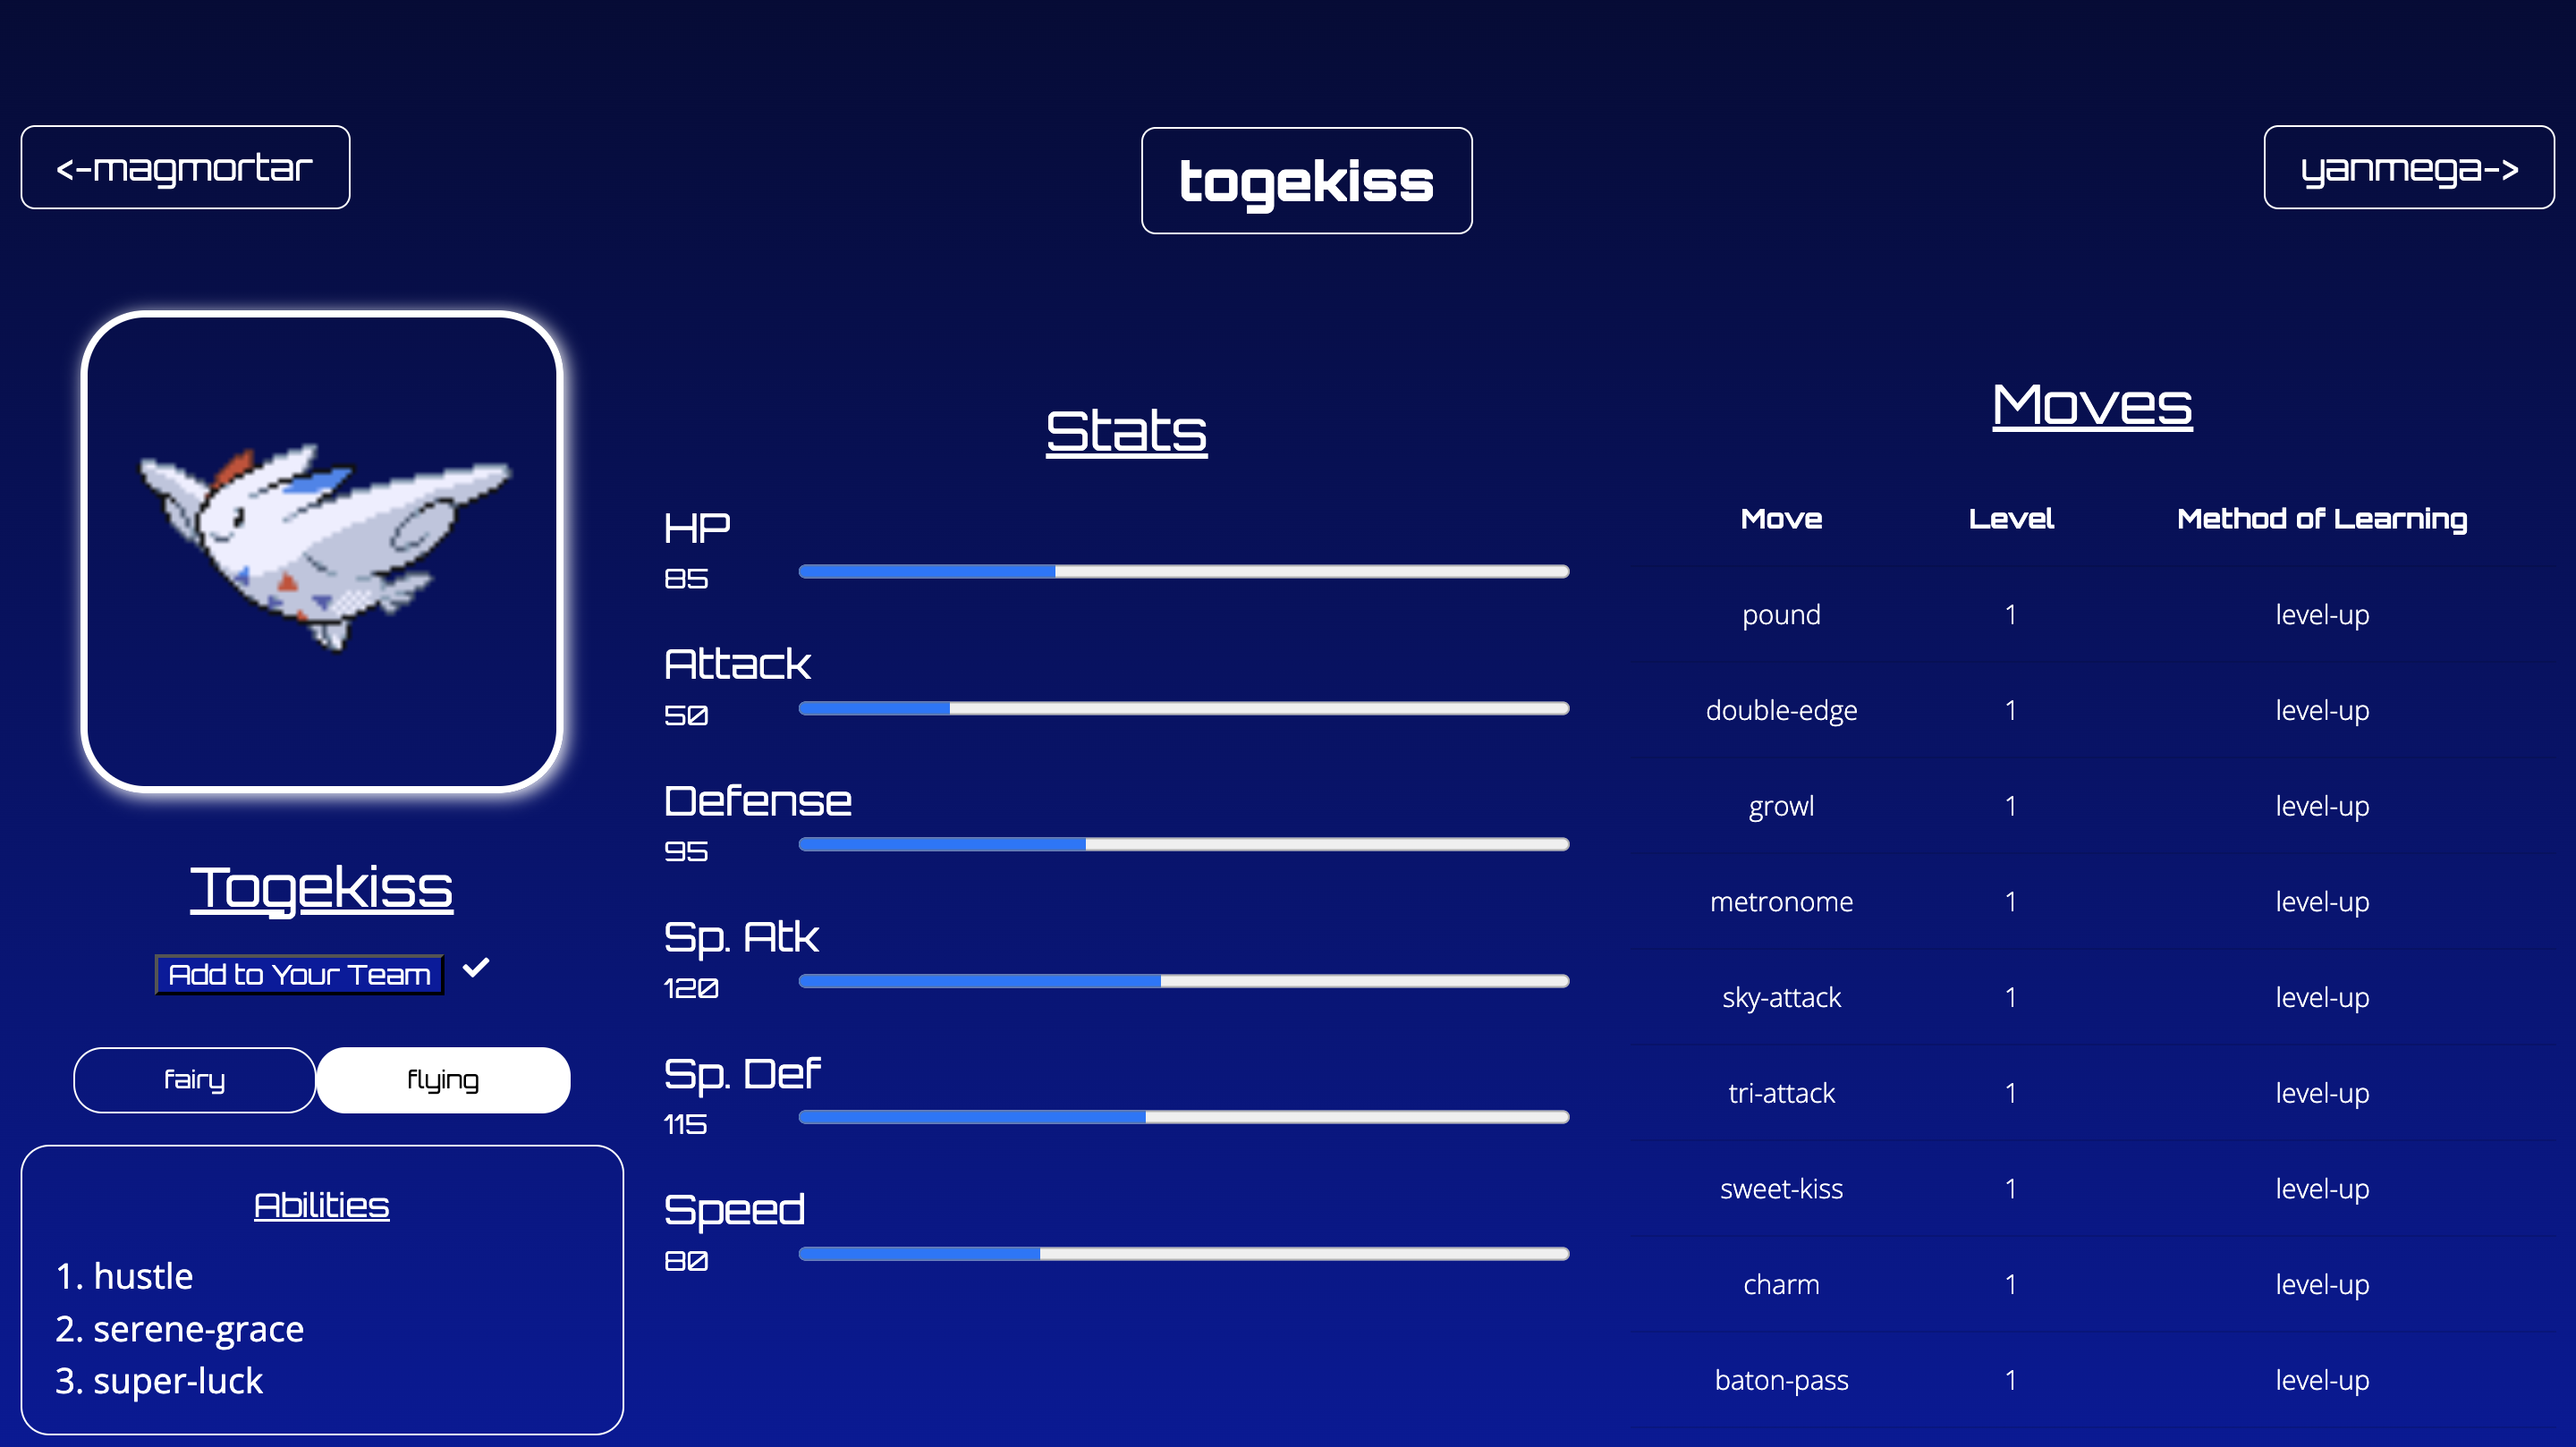 <-magmortar
togekiss
yanmega->
Togekiss
Add to Your Team
fairy
flying
Abilities
1. hustle
2. serene-grace
3. super-luck
Stats
HP
85
Attack
50
Defense
95
Sp. Atk
120
Sp. Def
115
Speed
80
Moves
Move Level Method of Learning
pound 1 level-up
double-edge 1 level-up
growl 1 level-up
metronome 1 level-up
sky-attack 1 level-up
tri-attack 1 level-up
sweet-kiss 1 level-up
charm 1 level-up
baton-pass 1 level-up